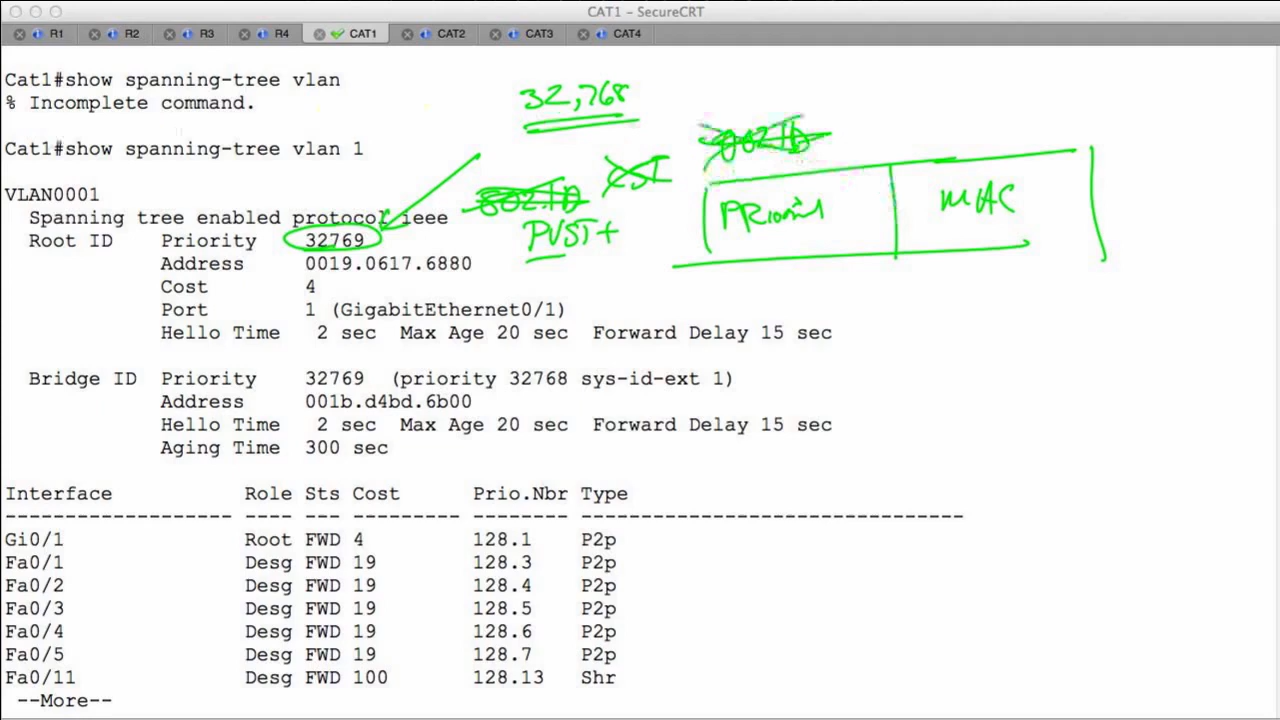 CAT1 – SecureCRT
R1 R2 R3 R4 CAT1 CAT2 CAT3 CAT4
Cat1#show spanning-tree vlan
% Incomplete command.
32,768
802.1D
Cat1#show spanning-tree vlan 1
CST
VLAN0001
802.1D
PRiority
MAC
Spanning tree enabled protocol ieee
PVST+
Root ID Priority 32769
Address 0019.0617.6880
Cost 4
Port 1 (GigabitEthernet0/1)
Hello Time 2 sec Max Age 20 sec Forward Delay 15 sec
Bridge ID Priority 32769 (priority 32768 sys-id-ext 1)
Address 001b.d4bd.6b00
Hello Time 2 sec Max Age 20 sec Forward Delay 15 sec
Aging Time 300 sec
Interface Role Sts Cost Prio.Nbr Type
------------------- ---- --- --------- -------- --------------------------------
Gi0/1 Root FWD 4 128.1 P2p
Fa0/1 Desg FWD 19 128.3 P2p
Fa0/2 Desg FWD 19 128.4 P2p
Fa0/3 Desg FWD 19 128.5 P2p
Fa0/4 Desg FWD 19 128.6 P2p
Fa0/5 Desg FWD 19 128.7 P2p
Fa0/11 Desg FWD 100 128.13 Shr
--More--